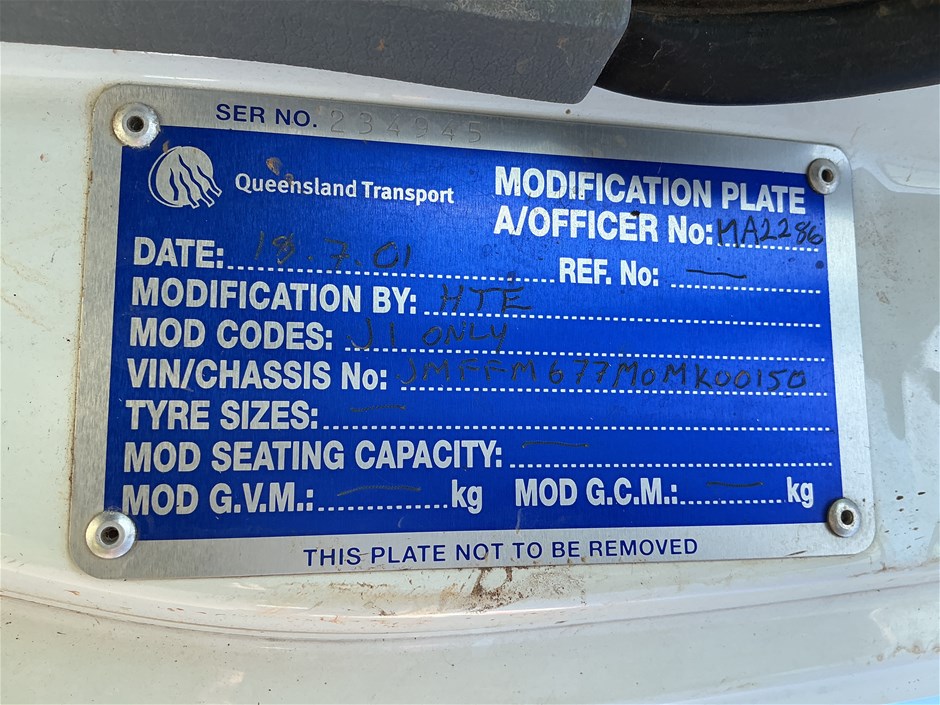 SER NO. 234945
Queensland Transport
MODIFICATION PLATE
A/OFFICER No: MA2286
DATE: 18.7.01
REF. No: —
MODIFICATION BY: HTE
MOD CODES: J1 ONLY
VIN/CHASSIS No: JMFFM677M0MK00150
TYRE SIZES: —
MOD SEATING CAPACITY: —
MOD G.V.M.: — kg MOD G.C.M.: — kg
THIS PLATE NOT TO BE REMOVED